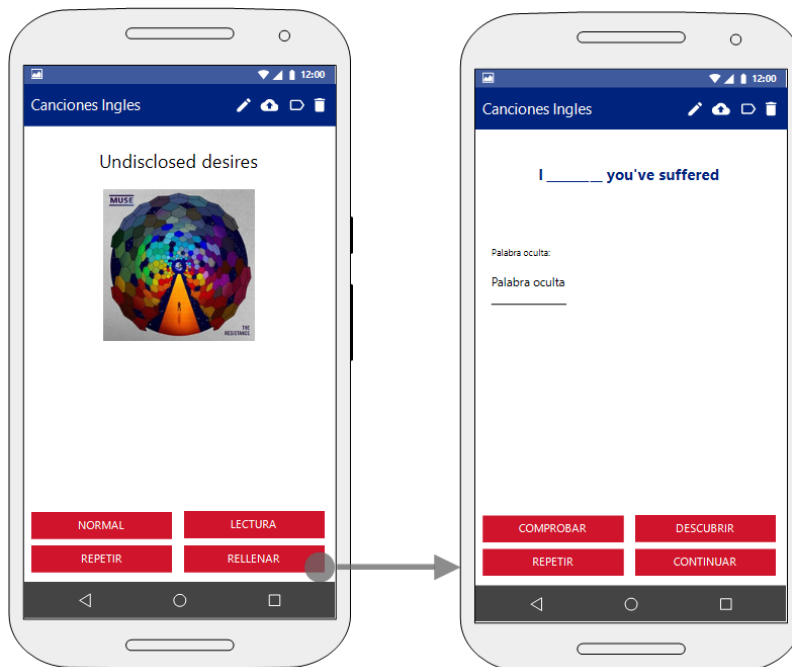 12:00
Canciones Ingles
Undisclosed desires
MUSE
THE
RESISTANCE
NORMAL
LECTURA
REPETIR
RELLENAR
12:00
Canciones Ingles
I ________ you've suffered
Palabra oculta:
Palabra oculta
COMPROBAR
DESCUBRIR
REPETIR
CONTINUAR